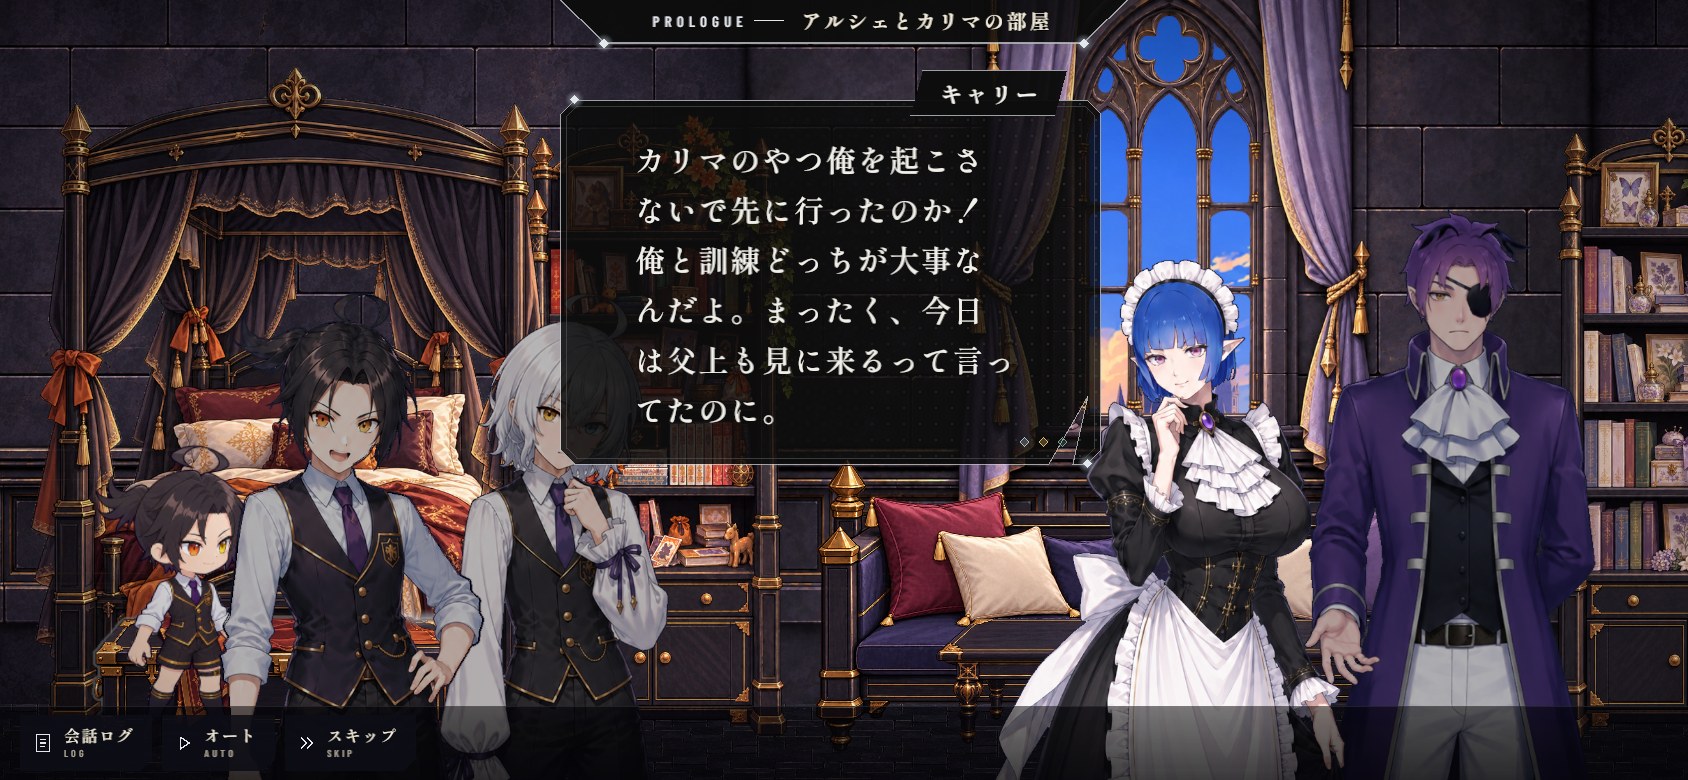 PROLOGUE — アルシェとカリマの部屋
キャリー
カリマのやつ俺を起こさ
ないで先に行ったのか！
俺と訓練どっちが大事な
んだよ。まったく、今日
は父上も見に来るって言っ
てたのに。
会話ログ
LOG
オート
AUTO
スキップ
SKIP